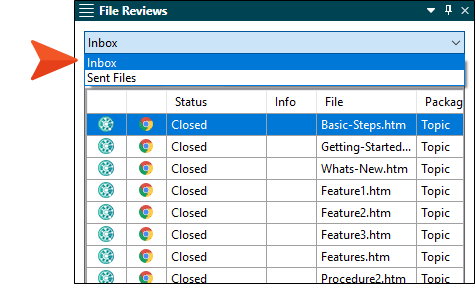 File Reviews
Inbox
Inbox
Sent Files
Status Info File Packag
Closed Basic-Steps.htm Topic
Closed Getting-Started... Topic
Closed Whats-New.htm Topic
Closed Feature1.htm Topic
Closed Feature2.htm Topic
Closed Feature3.htm Topic
Closed Features.htm Topic
Closed Procedure2.htm Topic